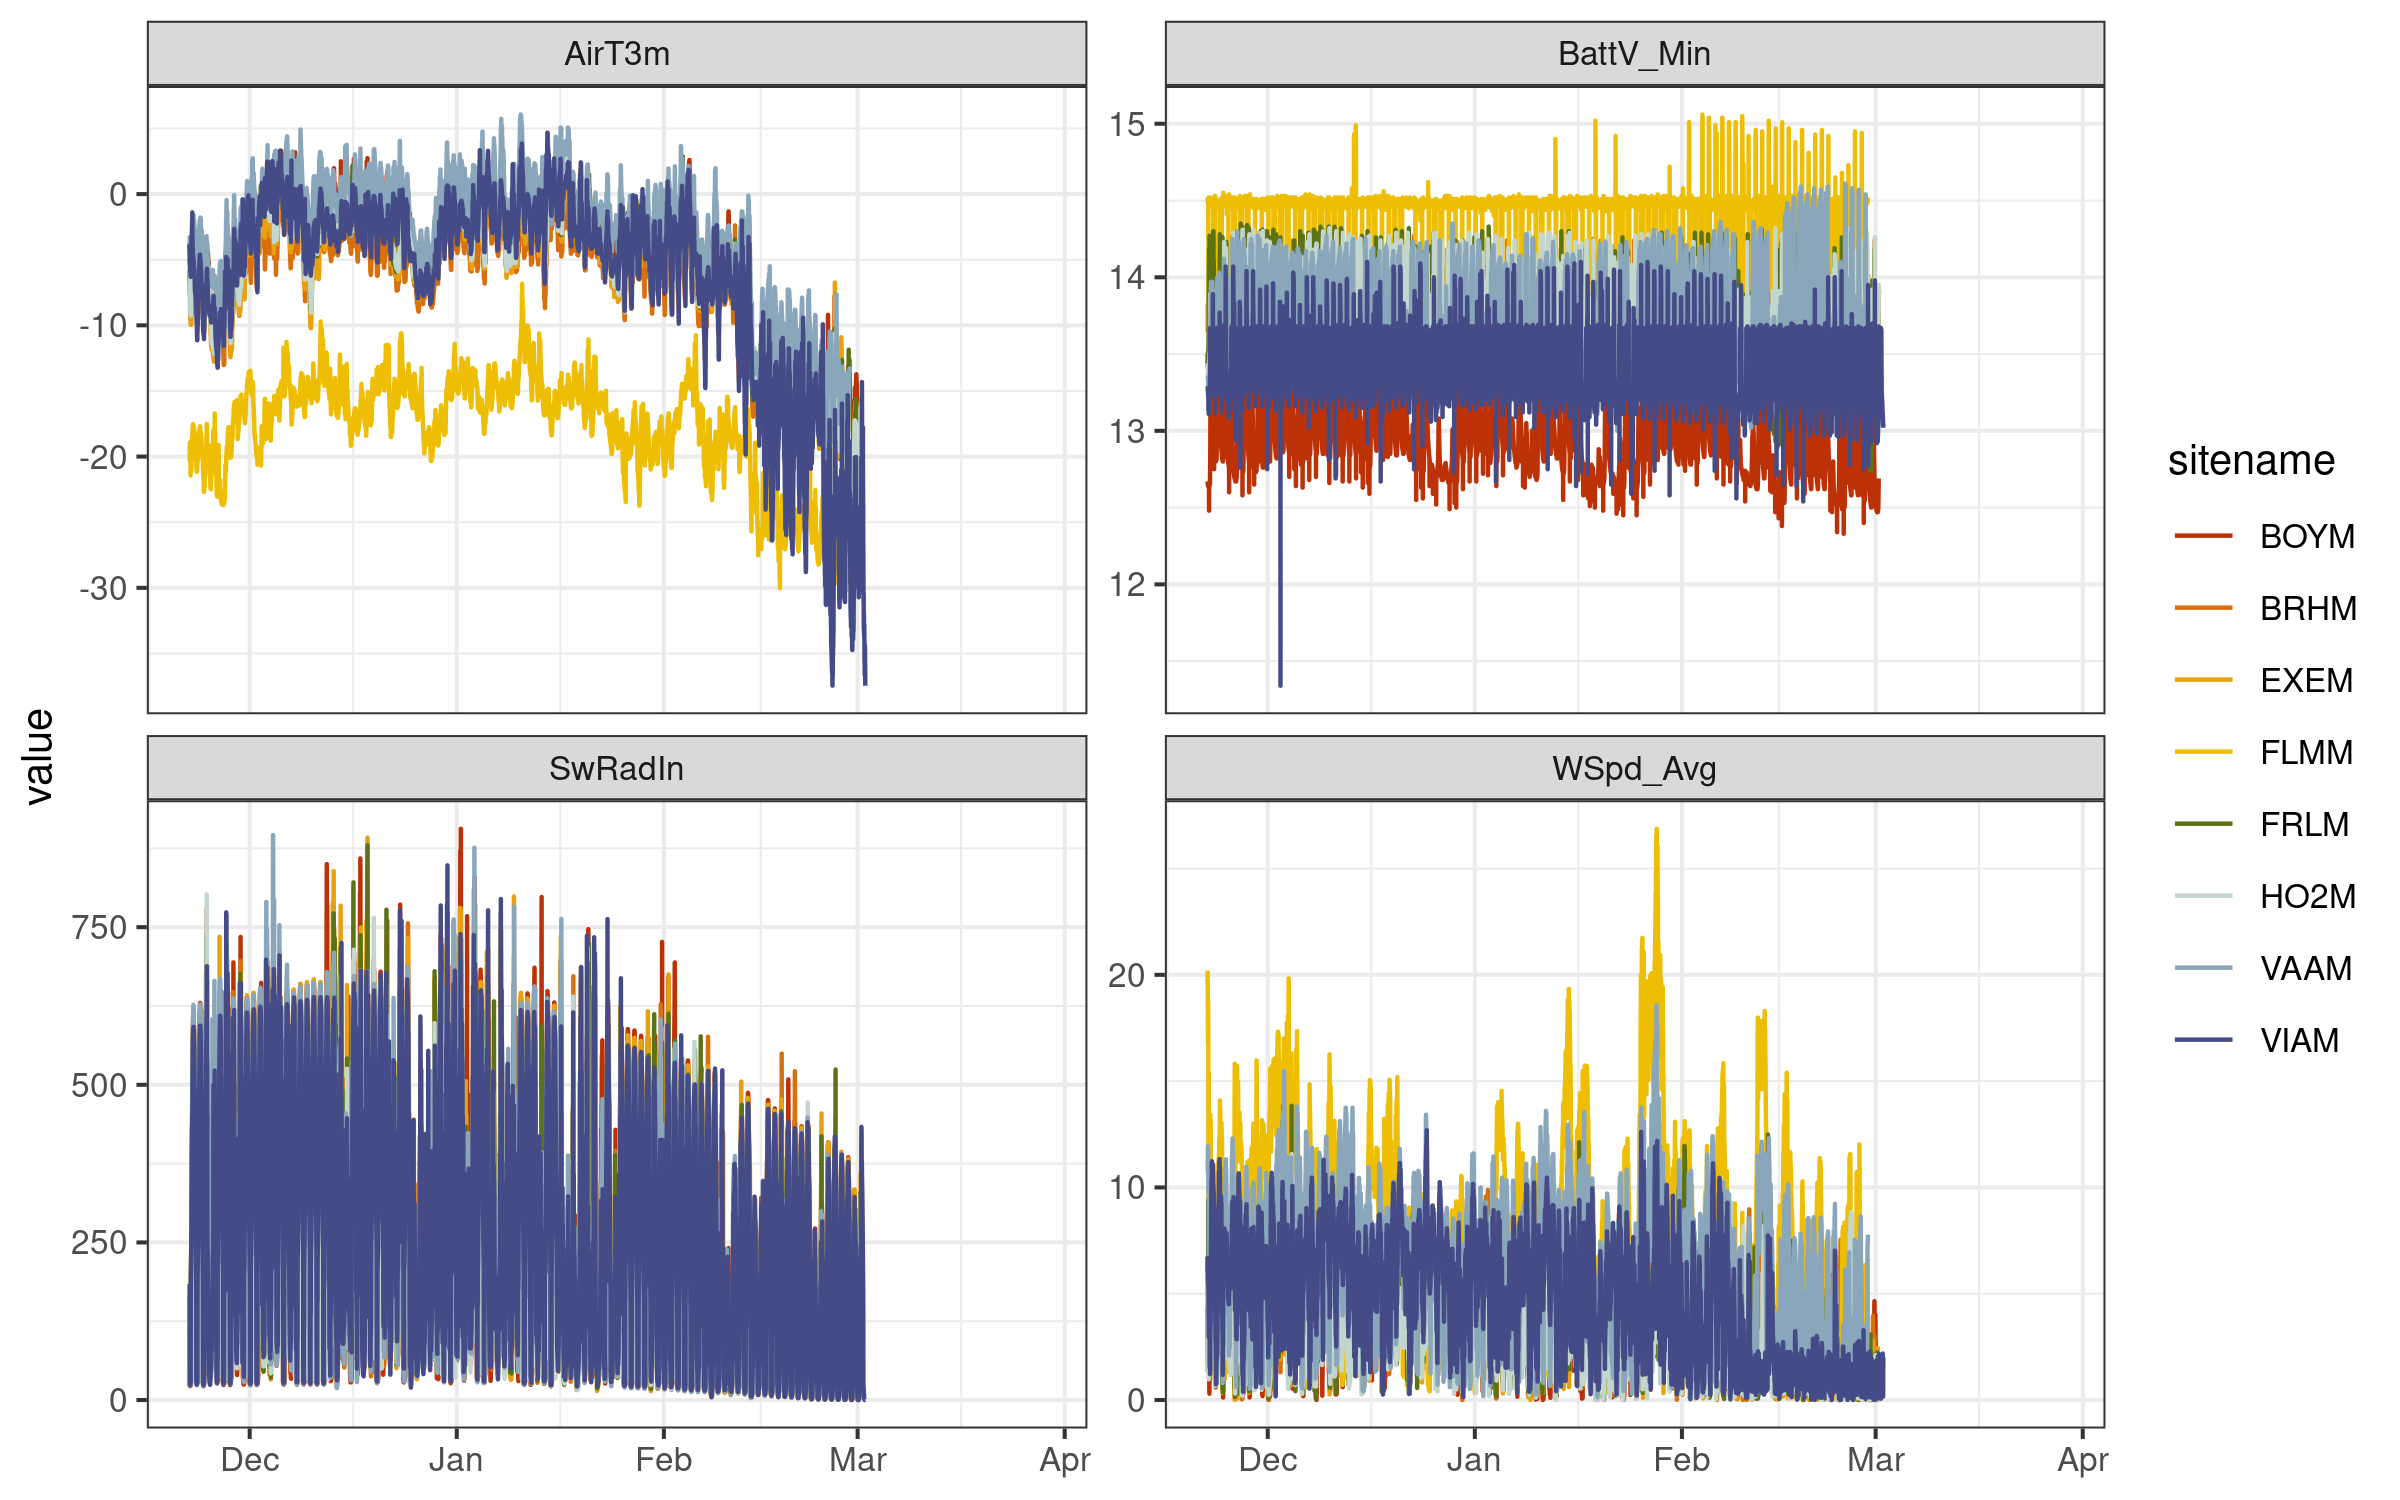 AirT3m
BattV_Min
0
-10
-20
-30
15
14
13
12
value
SwRadIn
WSpd_Avg
750
500
250
0
20
10
0
Dec Jan Feb Mar Apr
Dec Jan Feb Mar Apr
sitename
BOYM
BRHM
EXEM
FLMM
FRLM
HO2M
VAAM
VIAM